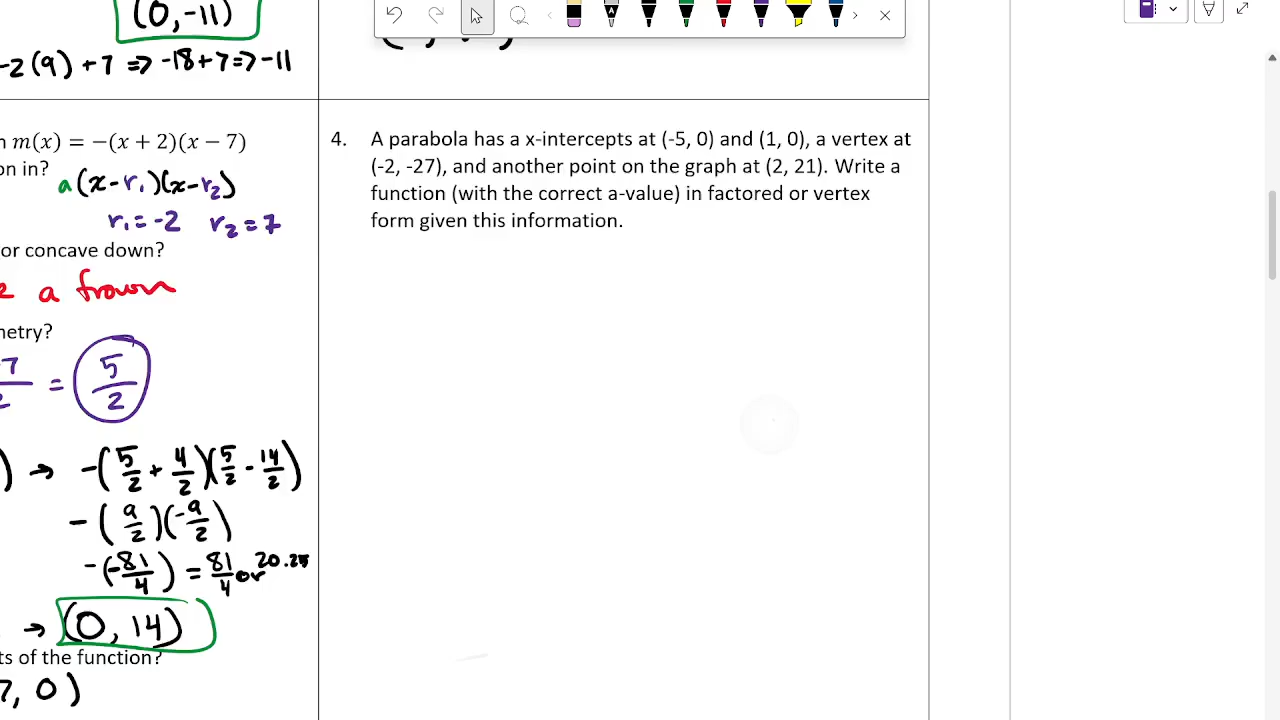 (0, -11)
-2(9) +7 => -18+7 => -11
m(x) = −(x + 2)(x − 7)
on in?
a(x-r₁)(x-r₂)
r₁ = -2 r₂ = 7
or concave down?
a frown
metry?
7/2 = 5/2
→ -(5/2 + 4/2)(5/2 - 14/2)
-(9/2)(-9/2)
-(-81/4) = 81/4 or 20.25
→ (0, 14)
ts of the function?
7, 0)
4. A parabola has a x-intercepts at (-5, 0) and (1, 0), a vertex at
(-2, -27), and another point on the graph at (2, 21). Write a
function (with the correct a-value) in factored or vertex
form given this information.